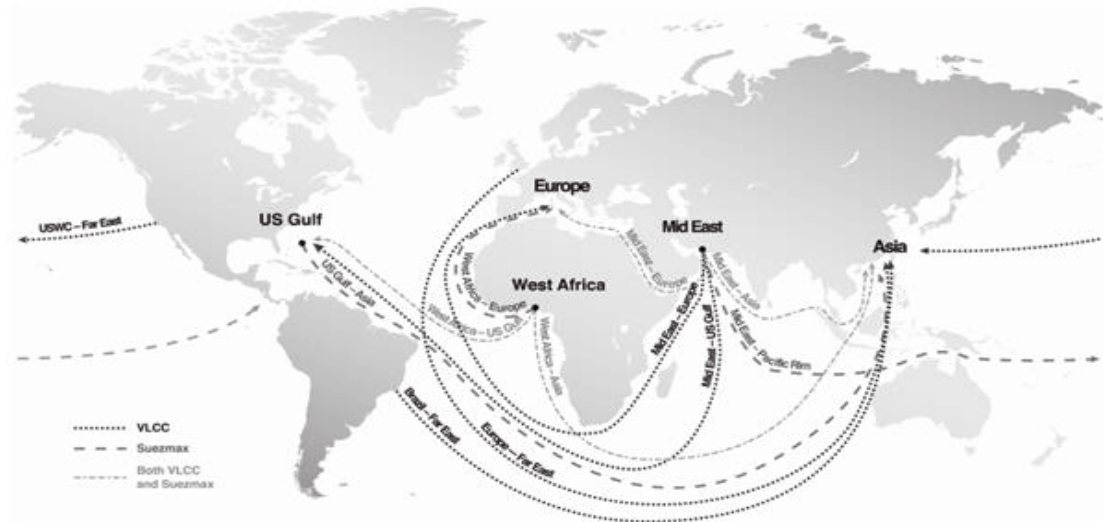 Europe
USWC – Far East
US Gulf
Mid East
Asia
West Africa
West Africa – Europe
US Gulf – Asia
West Africa – US Gulf
West Africa – Asia
Mid East – Europe
Mid East – Asia
Mid East – Europe
Mid East – US Gulf
Mid East – Pacific Rim
Brazil – Far East
Europe – Far East
VLCC
Suezmax
Both VLCC
and Suezmax